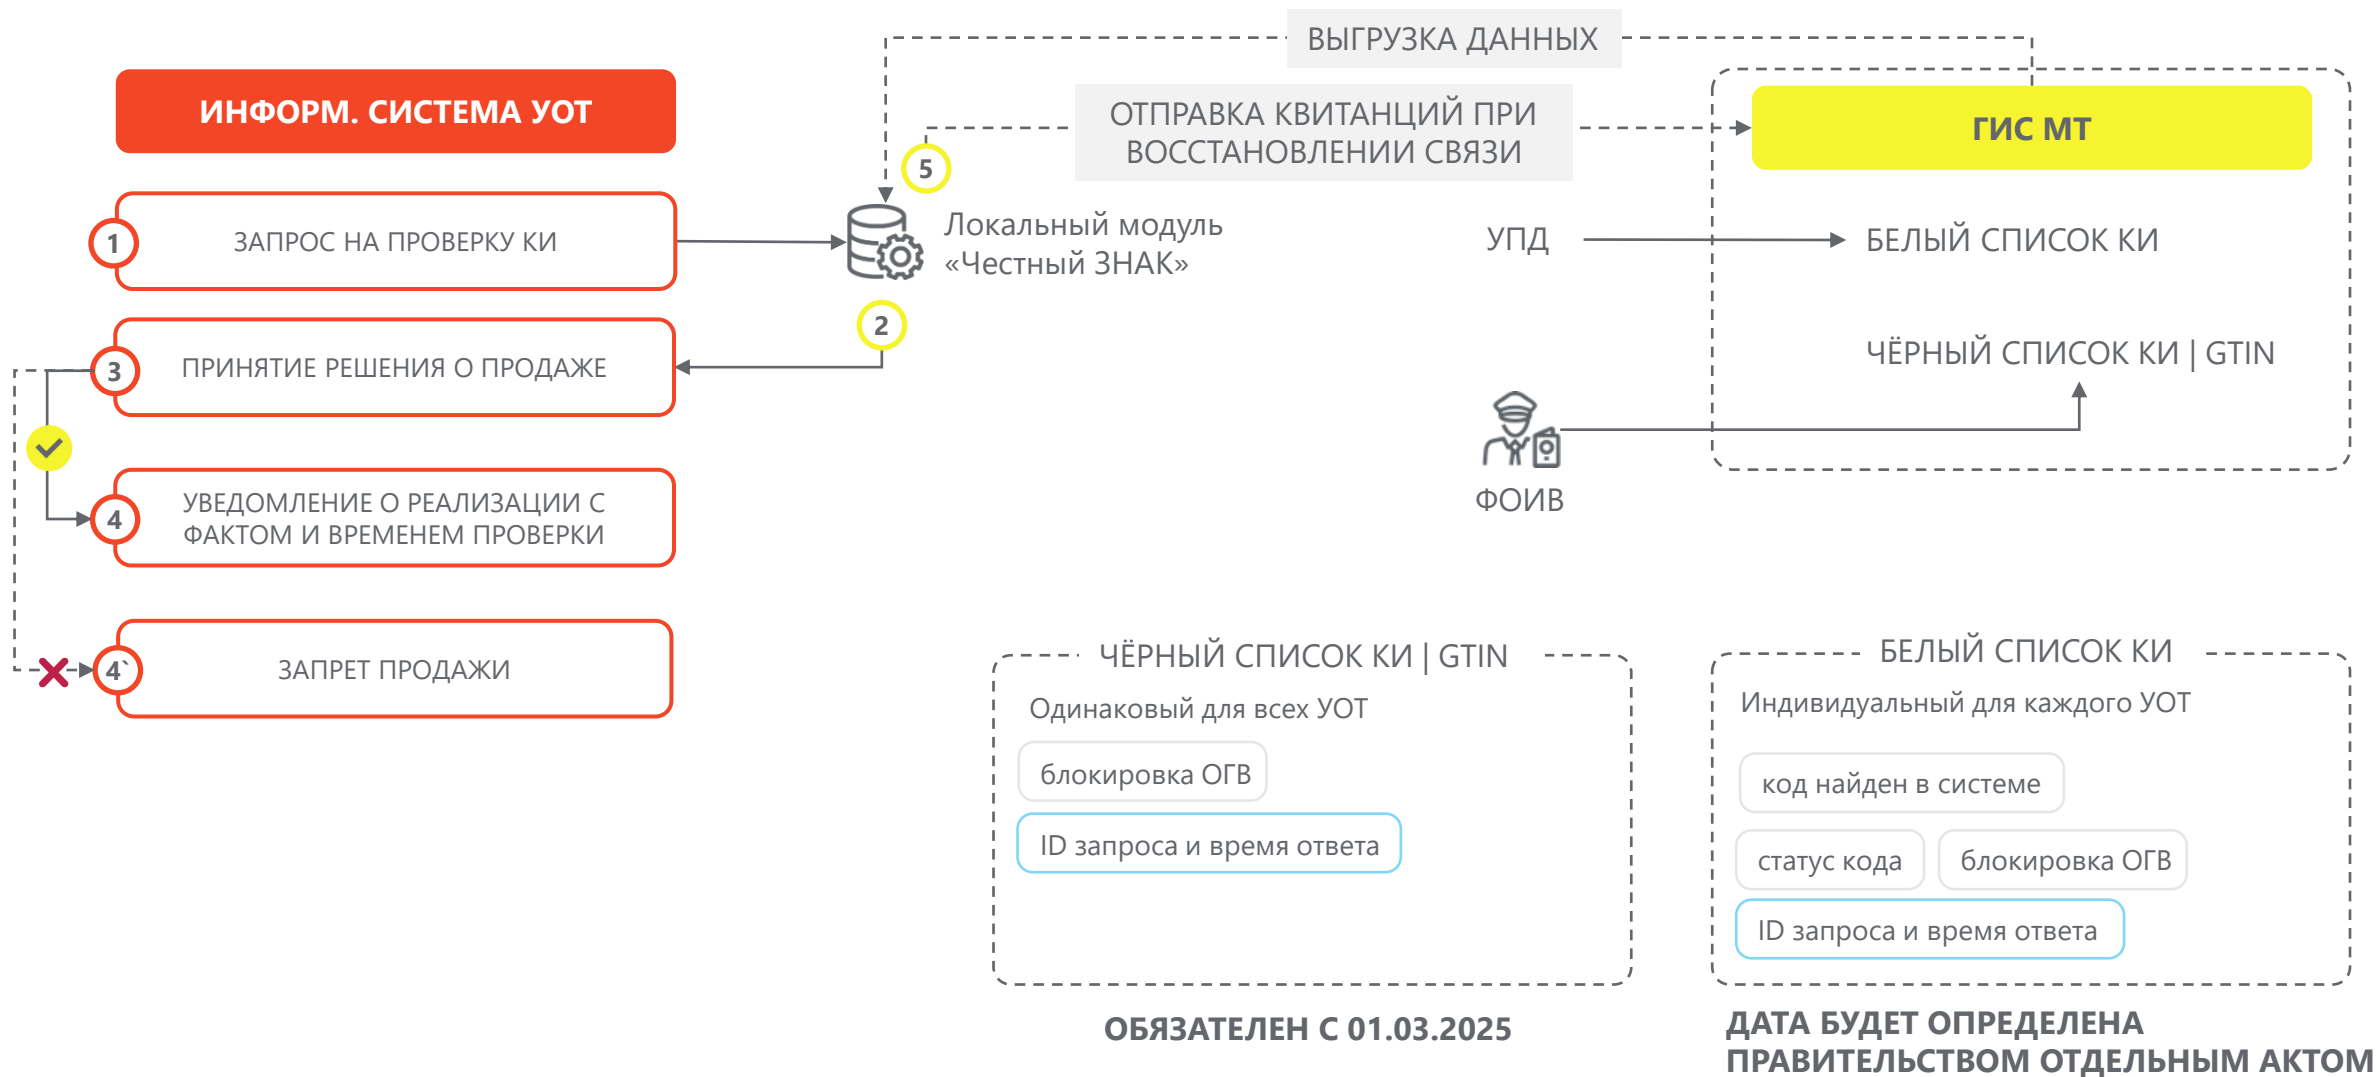 ВЫГРУЗКА ДАННЫХ
ИНФОРМ. СИСТЕМА УОТ
ОТПРАВКА КВИТАНЦИЙ ПРИ
ВОССТАНОВЛЕНИИ СВЯЗИ
ГИС МТ
5
1
ЗАПРОС НА ПРОВЕРКУ КИ
Локальный модуль
«Честный ЗНАК»
УПД
БЕЛЫЙ СПИСОК КИ
2
3
ПРИНЯТИЕ РЕШЕНИЯ О ПРОДАЖЕ
ЧЁРНЫЙ СПИСОК КИ | GTIN
ФОИВ
4
УВЕДОМЛЕНИЕ О РЕАЛИЗАЦИИ С
ФАКТОМ И ВРЕМЕНЕМ ПРОВЕРКИ
4`
ЗАПРЕТ ПРОДАЖИ
ЧЁРНЫЙ СПИСОК КИ | GTIN
Одинаковый для всех УОТ
блокировка ОГВ
ID запроса и время ответа
ОБЯЗАТЕЛЕН С 01.03.2025
БЕЛЫЙ СПИСОК КИ
Индивидуальный для каждого УОТ
код найден в системе
статус кода
блокировка ОГВ
ID запроса и время ответа
ДАТА БУДЕТ ОПРЕДЕЛЕНА
ПРАВИТЕЛЬСТВОМ ОТДЕЛЬНЫМ АКТОМ